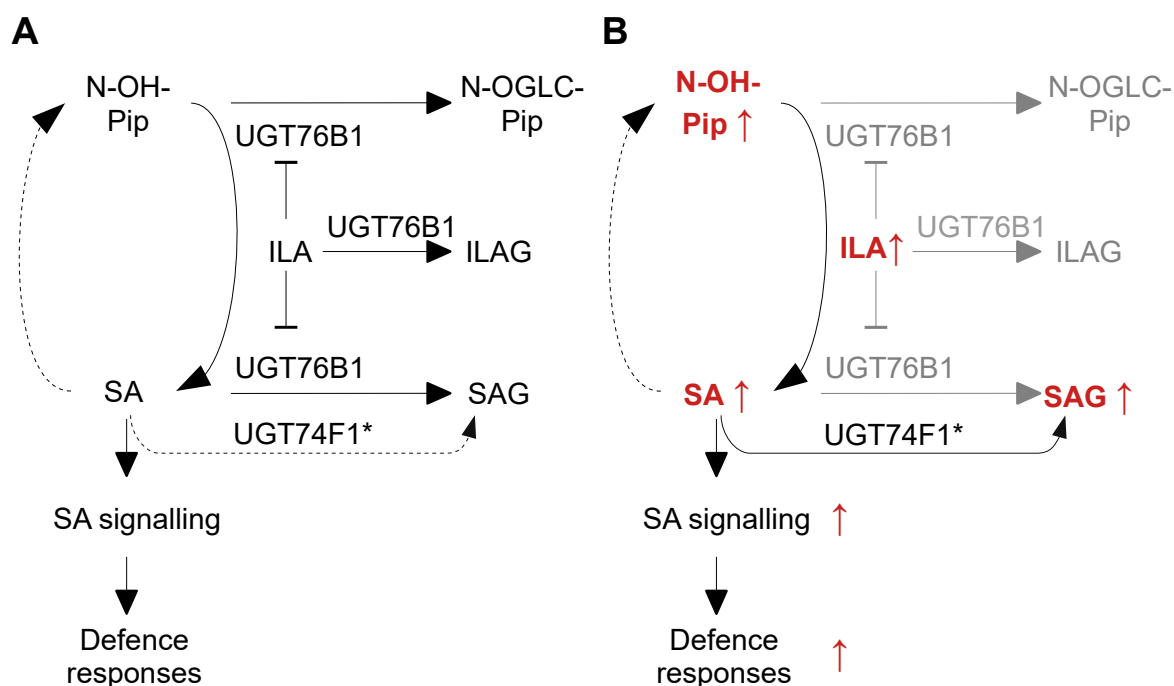 A
N-OH-
Pip
N-OGLC-
Pip
UGT76B1
UGT76B1
ILA
ILAG
UGT76B1
SA
SAG
UGT74F1*
SA signalling
Defence
responses
B
N-OH-
Pip ↑
N-OGLC-
Pip
UGT76B1
UGT76B1
ILA ↑
ILAG
UGT76B1
SA ↑
SAG ↑
UGT74F1*
SA signalling ↑
Defence
responses ↑